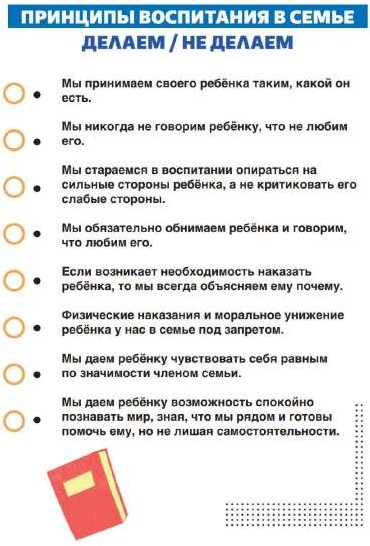 ПРИНЦИПЫ ВОСПИТАНИЯ В СЕМЬЕ
ДЕЛАЕМ / НЕ ДЕЛАЕМ
Мы принимаем своего ребёнка таким, какой он
есть.
Мы никогда не говорим ребёнку, что не любим
его.
Мы стараемся в воспитании опираться на
сильные стороны ребёнка, а не критиковать его
слабые стороны.
Мы обязательно обнимаем ребёнка и говорим,
что любим его.
Если возникает необходимость наказать
ребёнка, то мы всегда объясняем ему почему.
Физические наказания и моральное унижение
ребёнка у нас в семье под запретом.
Мы даем ребёнку чувствовать себя равным
по значимости членом семьи.
Мы даем ребёнку возможность спокойно
познавать мир, зная, что мы рядом и готовы
помочь ему, но не лишая самостоятельности.